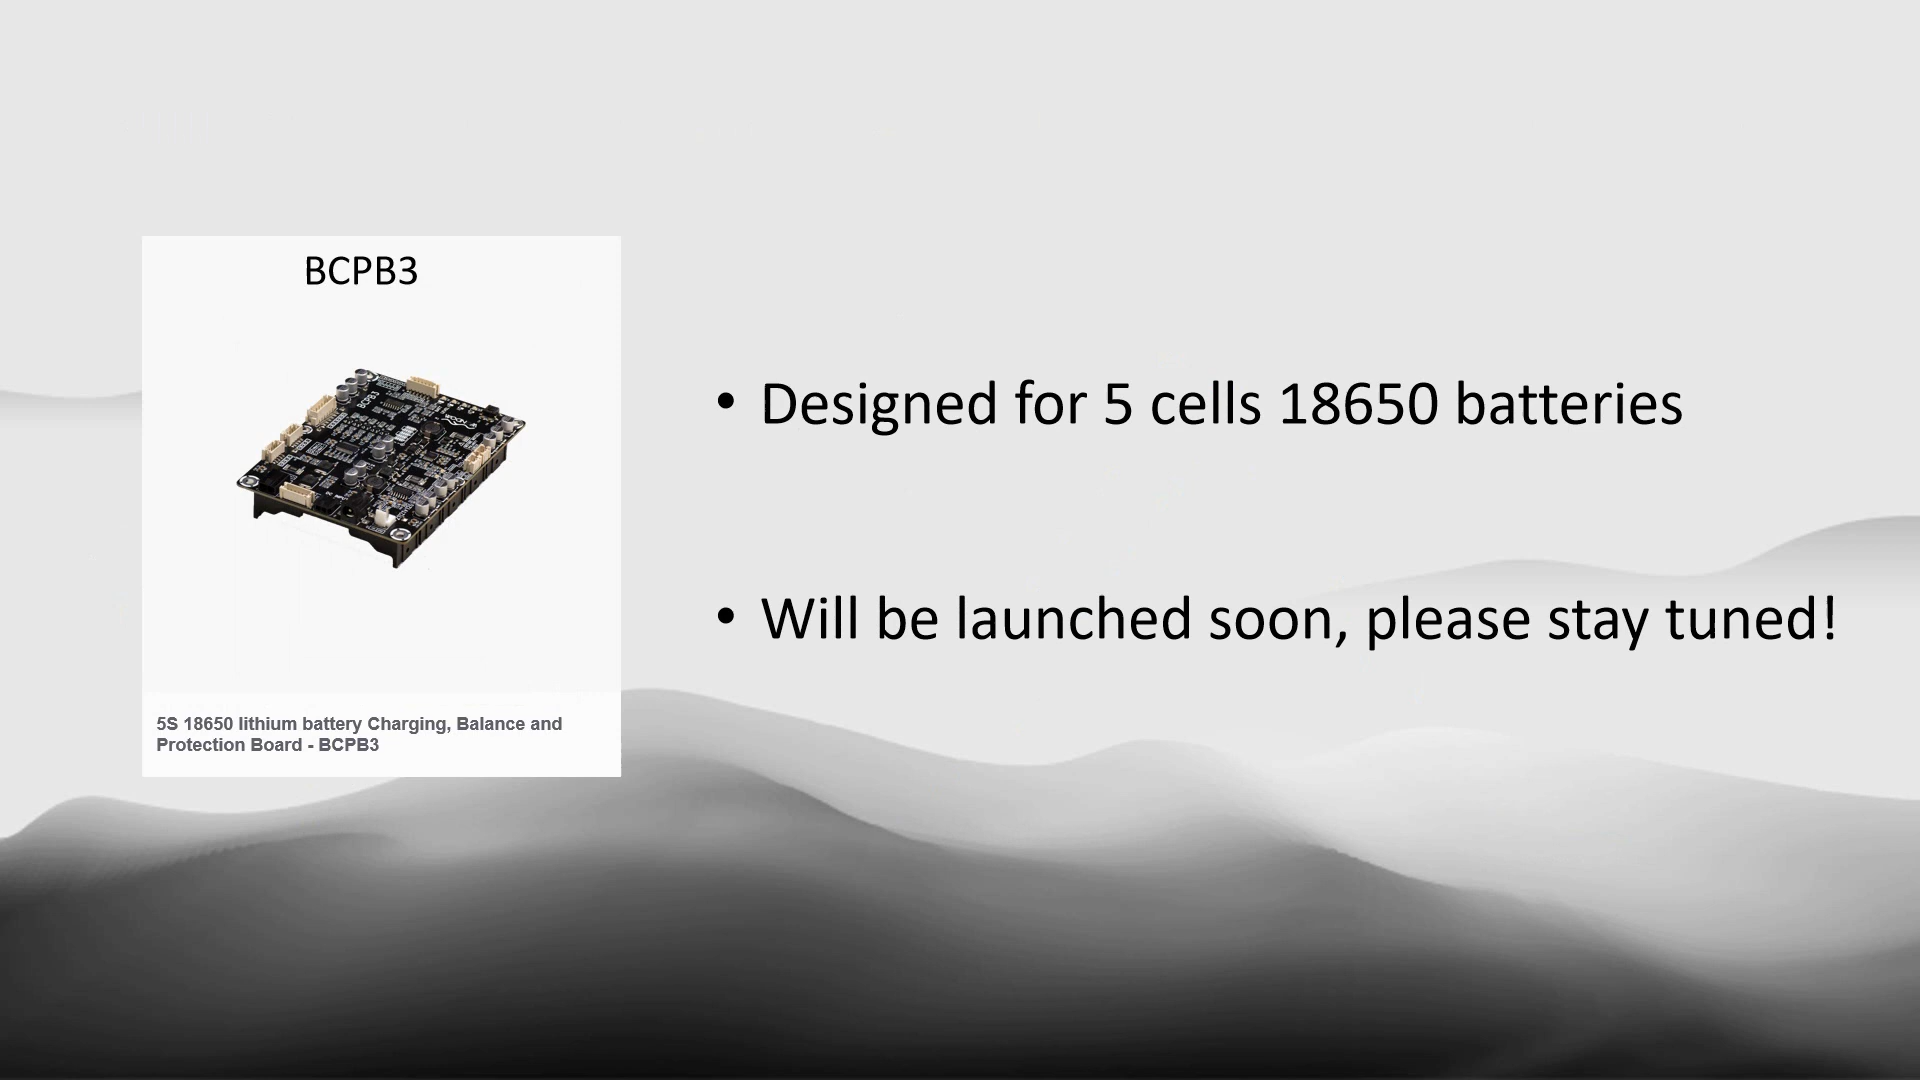 BCPB3
BCPB3
• Designed for 5 cells 18650 batteries
• Will be launched soon, please stay tuned!
5S 18650 lithium battery Charging, Balance and
Protection Board - BCPB3